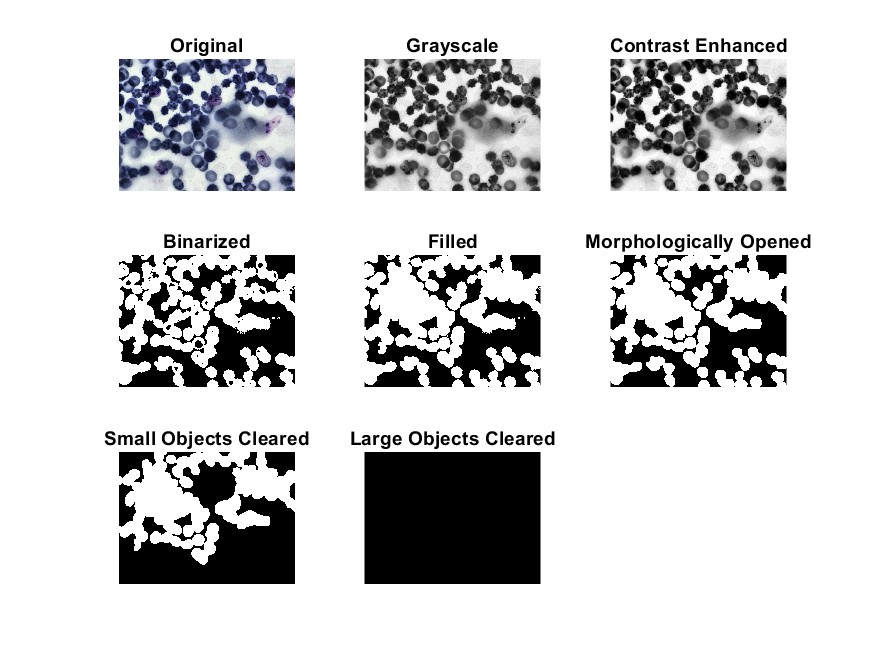 Original
Grayscale
Contrast Enhanced
Binarized
Filled
Morphologically Opened
Small Objects Cleared
Large Objects Cleared